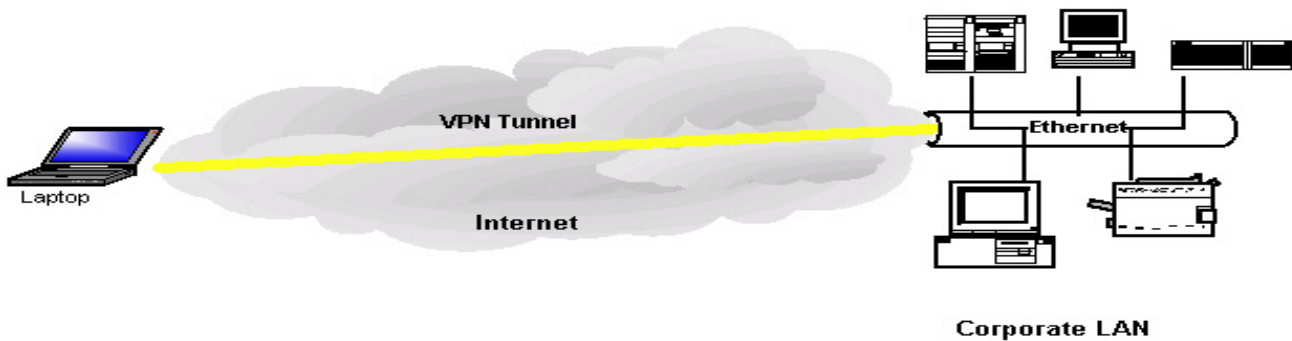 VPN Tunnel
Ethernet
Laptop
Internet
Corporate LAN